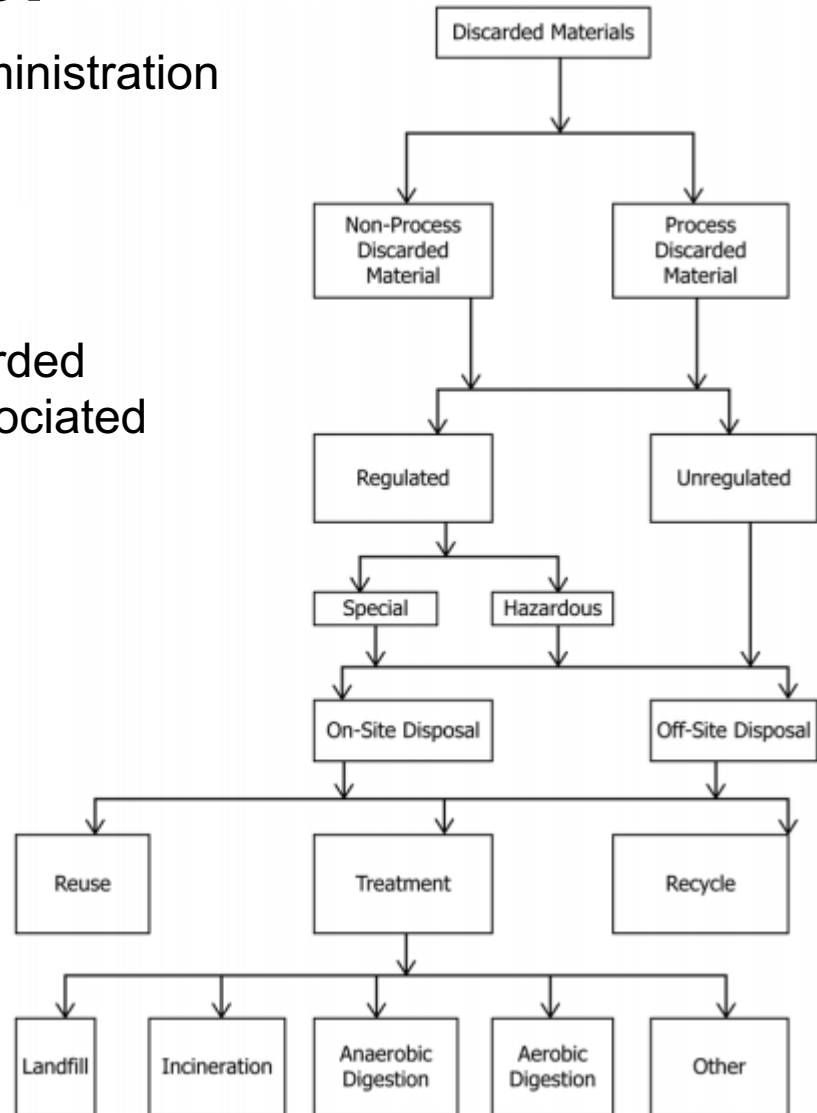 ministration
rded
ociated
Discarded Materials
Non-Process
Discarded
Material
Process
Discarded
Material
Regulated
Unregulated
Special
Hazardous
On-Site Disposal
Off-Site Disposal
Reuse
Treatment
Recycle
Landfill
Incineration
Anaerobic
Digestion
Aerobic
Digestion
Other